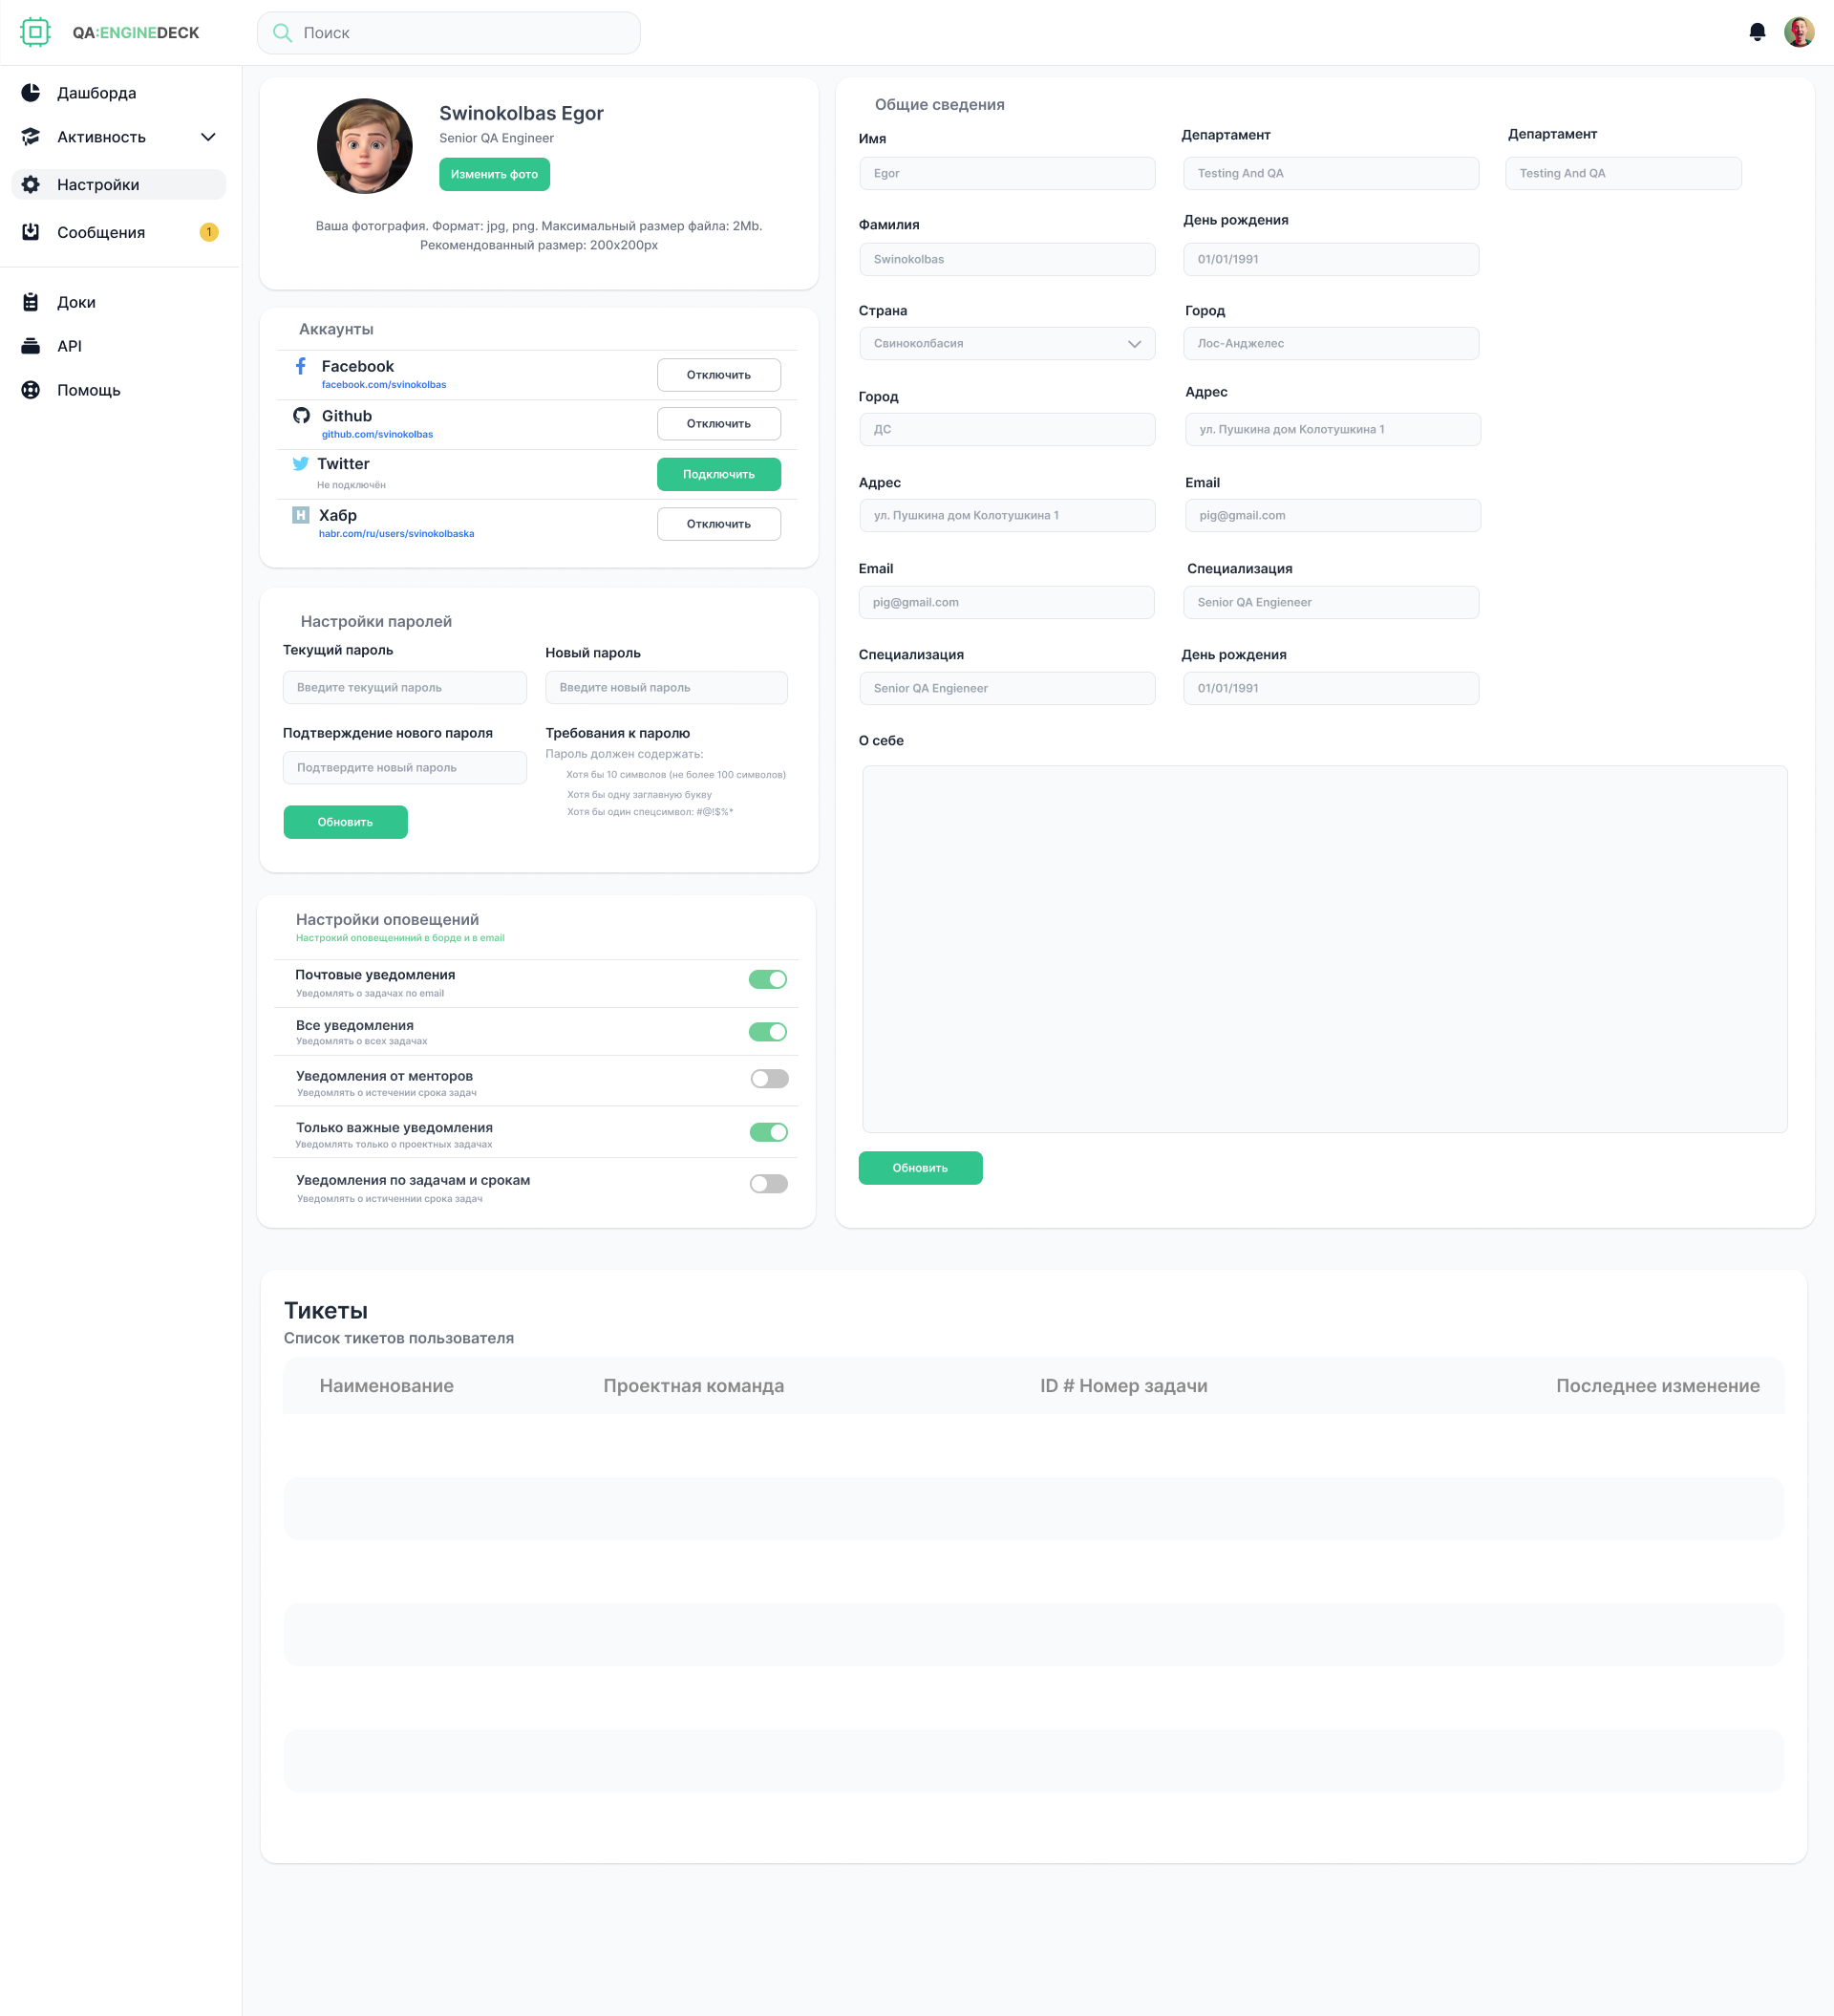 QA:ENGINEDECK
Поиск
Дашборда
Активность
Настройки
Сообщения
1
Доки
API
Помощь
Swinokolbas Egor
Senior QA Engineer
Изменить фото
Ваша фотография. Формат: jpg, png. Максимальный размер файла: 2Mb.
Рекомендованный размер: 200x200px
Аккаунты
Facebook
facebook.com/svinokolbas
Отключить
Github
github.com/svinokolbas
Отключить
Twitter
Не подключён
Подключить
H
Хабр
habr.com/ru/users/svinokolbaska
Отключить
Настройки паролей
Текущий пароль
Введите текущий пароль
Новый пароль
Введите новый пароль
Подтверждение нового пароля
Подтвердите новый пароль
Обновить
Требования к паролю
Пароль должен содержать:
Хотя бы 10 символов (не более 100 символов)
Хотя бы одну заглавную букву
Хотя бы один спецсимвол: #@!$%*
Настройки оповещений
Настрокий оповещениний в борде и в email
Почтовые уведомления
Уведомлять о задачах по email
Все уведомления
Уведомлять о всех задачах
Уведомления от менторов
Уведомлять о истечении срока задач
Только важные уведомления
Уведомлять только о проектных задачах
Уведомления по задачам и срокам
Уведомлять о истиченнии срока задач
Общие сведения
Имя
Egor
Департамент
Testing And QA
Департамент
Testing And QA
Фамилия
Swinokolbas
День рождения
01/01/1991
Страна
Свиноколбасия
Город
Лос-Анджелес
Город
ДС
Адрес
ул. Пушкина дом Колотушкина 1
Адрес
ул. Пушкина дом Колотушкина 1
Email
pig@gmail.com
Email
pig@gmail.com
Специализация
Senior QA Engieneer
Специализация
Senior QA Engieneer
День рождения
01/01/1991
О себе
Обновить
Тикеты
Список тикетов пользователя
Наименование
Проектная команда
ID # Номер задачи
Последнее изменение